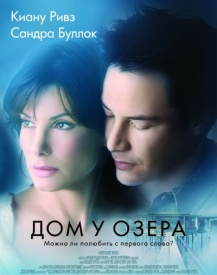 Киану Ривз
Сандра Буллок
ДОМ У ОЗЕРА
Можно ли полюбить с первого слова?